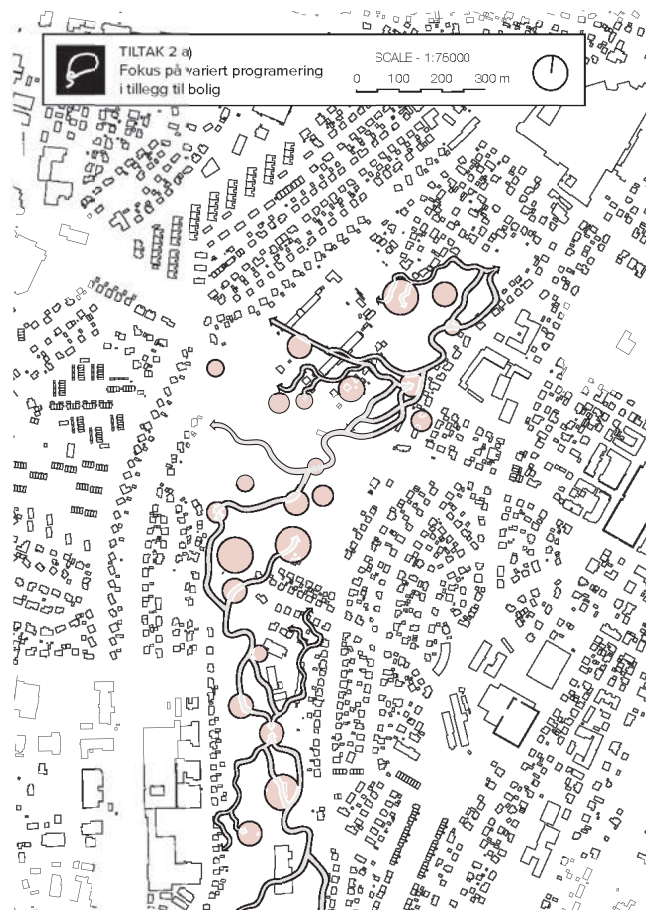 TILTAK 2 a)
Fokus på variert programering
i tillegg til bolig
SCALE - 1:75000
0 100 200 300 m